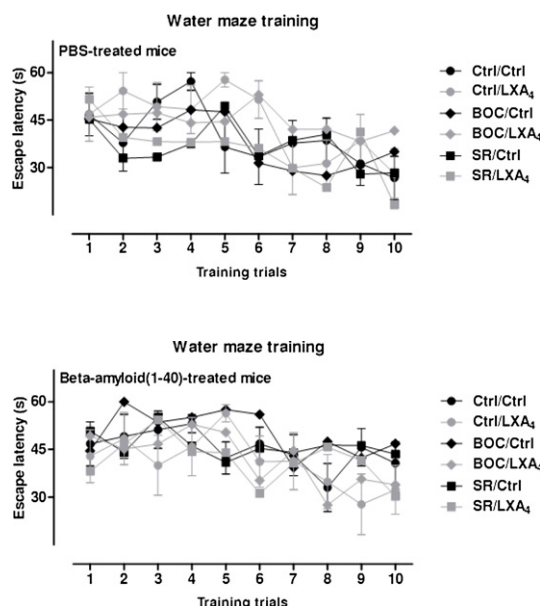 Water maze training
PBS-treated mice
Escape latency (s)
60
45
30
1 2 3 4 5 6 7 8 9 10
Training trials
Ctrl/Ctrl
Ctrl/LXA4
BOC/Ctrl
BOC/LXA4
SR/Ctrl
SR/LXA4
Water maze training
Beta-amyloid(1-40)-treated mice
Escape latency (s)
60
45
30
1 2 3 4 5 6 7 8 9 10
Training trials
Ctrl/Ctrl
Ctrl/LXA4
BOC/Ctrl
BOC/LXA4
SR/Ctrl
SR/LXA4